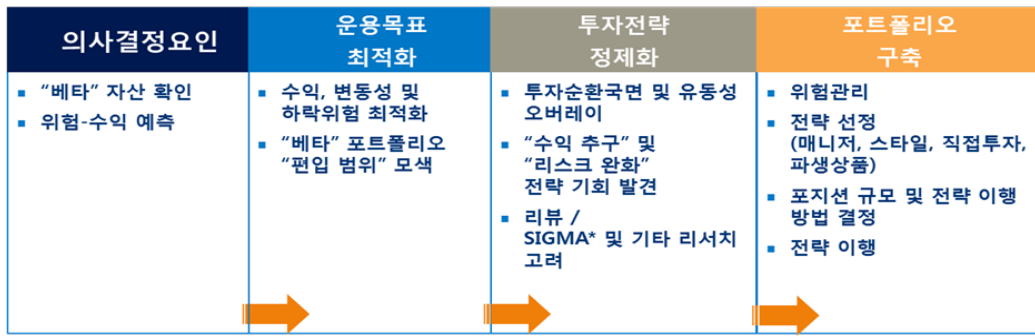 의사결정요인
“베타” 자산 확인
위험-수익 예측
운용목표
최적화
수익, 변동성 및
하락위험 최적화
“베타” 포트폴리오
“편입 범위” 모색
투자전략
정제화
투자순환국면 및 유동성
오버레이
“수익 추구” 및
“리스크 완화”
전략 기회 발견
리뷰 /
SIGMA* 및 기타 리서치
고려
포트폴리오
구축
위험관리
전략 선정
(매니저, 스타일, 직접투자,
파생상품)
포지션 규모 및 전략 이행
방법 결정
전략 이행